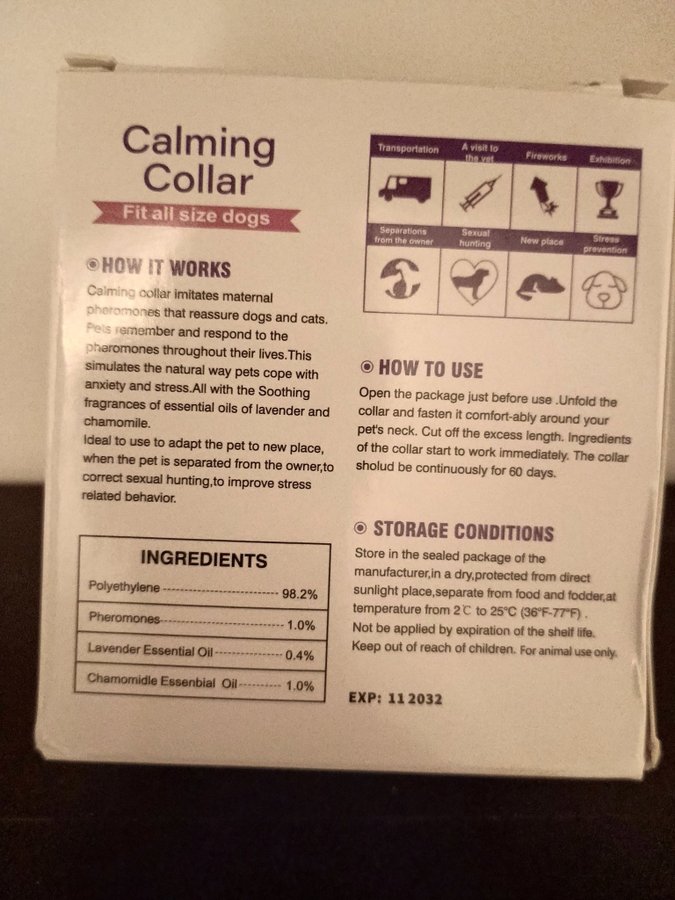 Calming
Collar
Fit all size dogs
HOW IT WORKS
Calming collar imitates maternal
pheromones that reassure dogs and cats.
Pets remember and respond to the
pheromones throughout their lives.This
simulates the natural way pets cope with
anxiety and stress.All with the Soothing
fragrances of essential oils of lavender and
chamomile.
Ideal to use to adapt the pet to new place,
when the pet is separated from the owner,to
correct sexual hunting,to improve stress
related behavior.
INGREDIENTS
Polyethylene 98.2%
Pheromones 1.0%
Lavender Essential Oil 0.4%
Chamomidle Essenbial Oil 1.0%
Transportation
A visit to
the vet
Fireworks
Exhibition
Separations
from the owner
Sexual
hunting
New place
Stress
prevention
HOW TO USE
Open the package just before use .Unfold the
collar and fasten it comfort-ably around your
pet's neck. Cut off the excess length. Ingredients
of the collar start to work immediately. The collar
sholud be continuously for 60 days.
STORAGE CONDITIONS
Store in the sealed package of the
manufacturer,in a dry,protected from direct
sunlight place,separate from food and fodder,at
temperature from 2℃ to 25°C (36°F-77°F) .
Not be applied by expiration of the shelf life.
Keep out of reach of children. For animal use only.
EXP: 11 2032